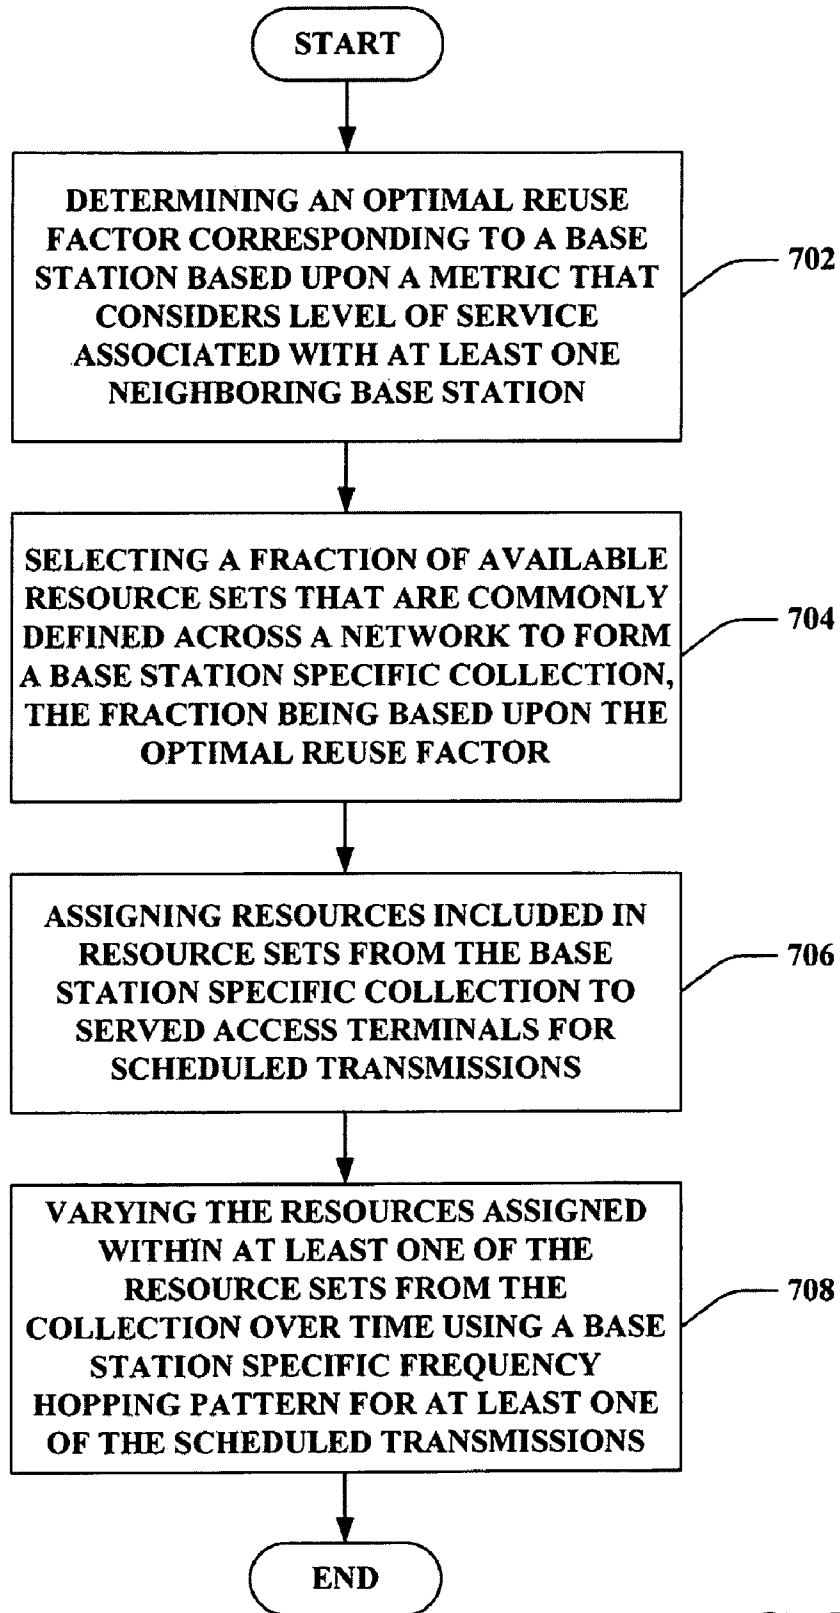 START
DETERMINING AN OPTIMAL REUSE
FACTOR CORRESPONDING TO A BASE
STATION BASED UPON A METRIC THAT
CONSIDERS LEVEL OF SERVICE
ASSOCIATED WITH AT LEAST ONE
NEIGHBORING BASE STATION
702
SELECTING A FRACTION OF AVAILABLE
RESOURCE SETS THAT ARE COMMONLY
DEFINED ACROSS A NETWORK TO FORM
A BASE STATION SPECIFIC COLLECTION,
THE FRACTION BEING BASED UPON THE
OPTIMAL REUSE FACTOR
704
ASSIGNING RESOURCES INCLUDED IN
RESOURCE SETS FROM THE BASE
STATION SPECIFIC COLLECTION TO
SERVED ACCESS TERMINALS FOR
SCHEDULED TRANSMISSIONS
706
VARYING THE RESOURCES ASSIGNED
WITHIN AT LEAST ONE OF THE
RESOURCE SETS FROM THE
COLLECTION OVER TIME USING A BASE
STATION SPECIFIC FREQUENCY
HOPPING PATTERN FOR AT LEAST ONE
OF THE SCHEDULED TRANSMISSIONS
708
END